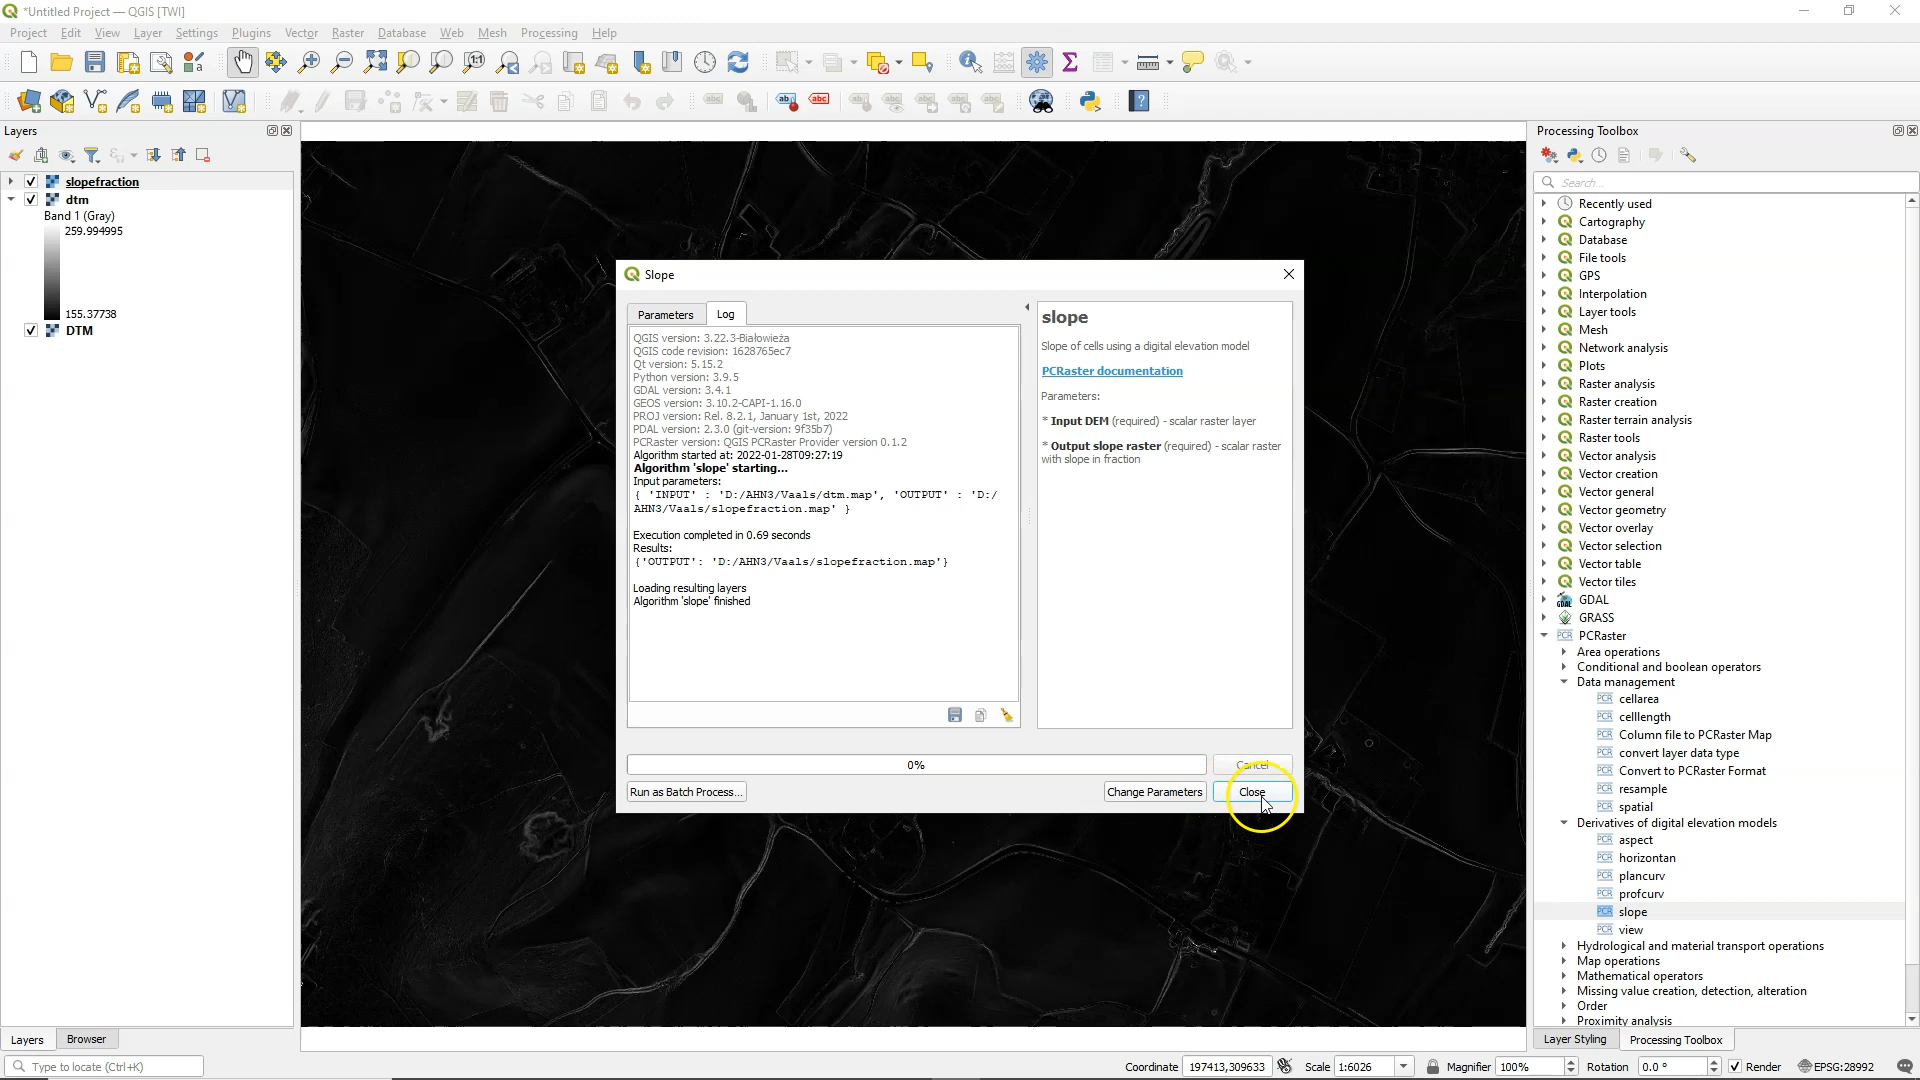 *Untitled Project — QGIS [TWI]
Project Edit View Layer Settings Plugins Vector Raster Database Web Mesh Processing Help
Layers
slopefraction
dtm
Band 1 (Gray)
259.994995
155.37738
DTM
Slope
Parameters Log
QGIS version: 3.22.3-Białowieża
QGIS code revision: 1628765ec7
Qt version: 5.15.2
Python version: 3.9.5
GDAL version: 3.4.1
GEOS version: 3.10.2-CAPI-1.16.0
PROJ version: Rel. 8.2.1, January 1st, 2022
PDAL version: 2.3.0 (git-version: 9f35b7)
PCRaster version: QGIS PCRaster Provider version 0.1.2
Algorithm started at: 2022-01-28T09:27:19
Algorithm 'slope' starting…
Input parameters:
{ 'INPUT' : 'D:/AHN3/Vaals/dtm.map', 'OUTPUT' : 'D:/
AHN3/Vaals/slopefraction.map' }
Execution completed in 0.69 seconds
Results:
{'OUTPUT': 'D:/AHN3/Vaals/slopefraction.map'}
Loading resulting layers
Algorithm 'slope' finished
slope
Slope of cells using a digital elevation model
PCRaster documentation
Parameters:
* Input DEM (required) - scalar raster layer
* Output slope raster (required) - scalar raster
with slope in fraction
0%
Cancel
Run as Batch Process…
Change Parameters
Close
Processing Toolbox
Search…
Recently used
Cartography
Database
File tools
GPS
Interpolation
Layer tools
Mesh
Network analysis
Plots
Raster analysis
Raster creation
Raster terrain analysis
Raster tools
Vector analysis
Vector creation
Vector general
Vector geometry
Vector overlay
Vector selection
Vector table
Vector tiles
GDAL
GRASS
PCRaster
Area operations
Conditional and boolean operators
Data management
cellarea
celllength
Column file to PCRaster Map
convert layer data type
Convert to PCRaster Format
resample
spatial
Derivatives of digital elevation models
aspect
horizontan
plancurv
profcurv
slope
view
Hydrological and material transport operations
Map operations
Mathematical operators
Missing value creation, detection, alteration
Order
Proximity analysis
Layers Browser
Layer Styling Processing Toolbox
Type to locate (Ctrl+K)
Coordinate 197413,309633 Scale 1:6026 Magnifier 100% Rotation 0.0 ° Render EPSG:28992